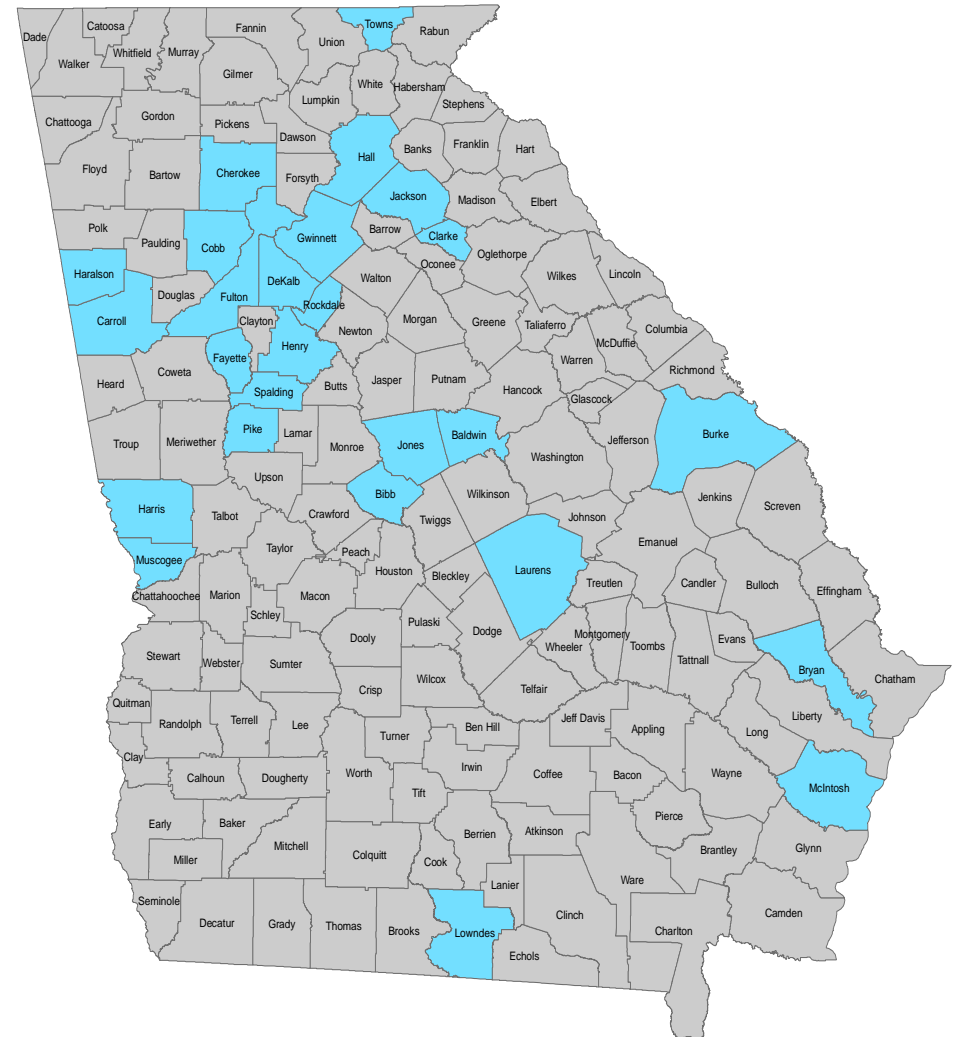 Dade
Catoosa
Whitfield
Murray
Fannin
Union
Towns
Rabun
Walker
Gilmer
White
Habersham
Lumpkin
Stephens
Chattooga
Gordon
Pickens
Dawson
Floyd
Bartow
Cherokee
Forsyth
Hall
Banks
Franklin
Hart
Jackson
Madison
Elbert
Polk
Paulding
Cobb
Gwinnett
Barrow
Clarke
Oconee
Oglethorpe
Wilkes
Lincoln
Haralson
Douglas
Fulton
DeKalb
Rockdale
Walton
Carroll
Clayton
Henry
Newton
Morgan
Greene
Taliaferro
McDuffie
Columbia
Warren
Richmond
Heard
Coweta
Fayette
Spalding
Butts
Jasper
Putnam
Hancock
Glascock
Troup
Meriwether
Pike
Lamar
Monroe
Jones
Baldwin
Washington
Jefferson
Burke
Upson
Bibb
Wilkinson
Jenkins
Screven
Harris
Talbot
Crawford
Twiggs
Johnson
Emanuel
Muscogee
Taylor
Peach
Houston
Bleckley
Laurens
Treutlen
Candler
Bulloch
Effingham
Chattahoochee
Marion
Schley
Macon
Pulaski
Dodge
Wheeler
Montgomery
Toombs
Tattnall
Evans
Bryan
Chatham
Stewart
Webster
Sumter
Dooly
Wilcox
Telfair
Crisp
Quitman
Randolph
Terrell
Lee
Turner
Ben Hill
Jeff Davis
Appling
Long
Liberty
Clay
Calhoun
Dougherty
Worth
Irwin
Coffee
Bacon
Wayne
McIntosh
Tift
Early
Baker
Mitchell
Colquitt
Berrien
Atkinson
Pierce
Brantley
Glynn
Miller
Cook
Lanier
Ware
Seminole
Decatur
Grady
Thomas
Brooks
Lowndes
Echols
Clinch
Charlton
Camden